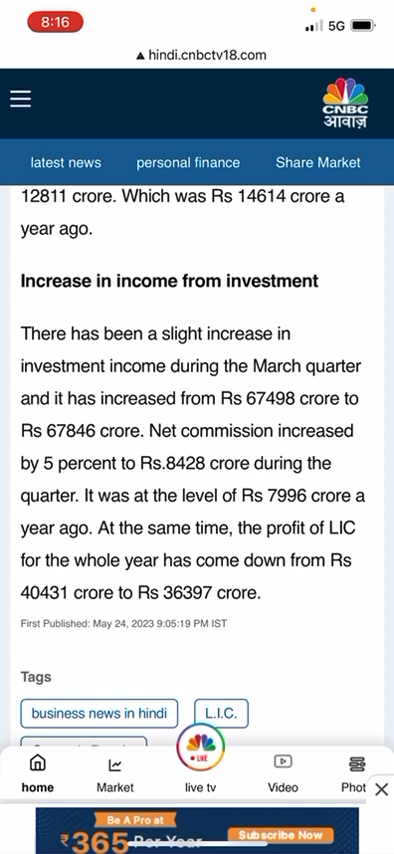 8:16
5G
hindi.cnbctv18.com
CNBC
आवाज़
latest news personal finance Share Market
12811 crore. Which was Rs 14614 crore a
year ago.
Increase in income from investment
There has been a slight increase in
investment income during the March quarter
and it has increased from Rs 67498 crore to
Rs 67846 crore. Net commission increased
by 5 percent to Rs.8428 crore during the
quarter. It was at the level of Rs 7996 crore a
year ago. At the same time, the profit of LIC
for the whole year has come down from Rs
40431 crore to Rs 36397 crore.
First Published: May 24, 2023 9:05:19 PM IST
Tags
business news in hindi L.I.C.
LIVE
home Market live tv Video Phot
Be A Pro at
₹365 Per Year Subscribe Now